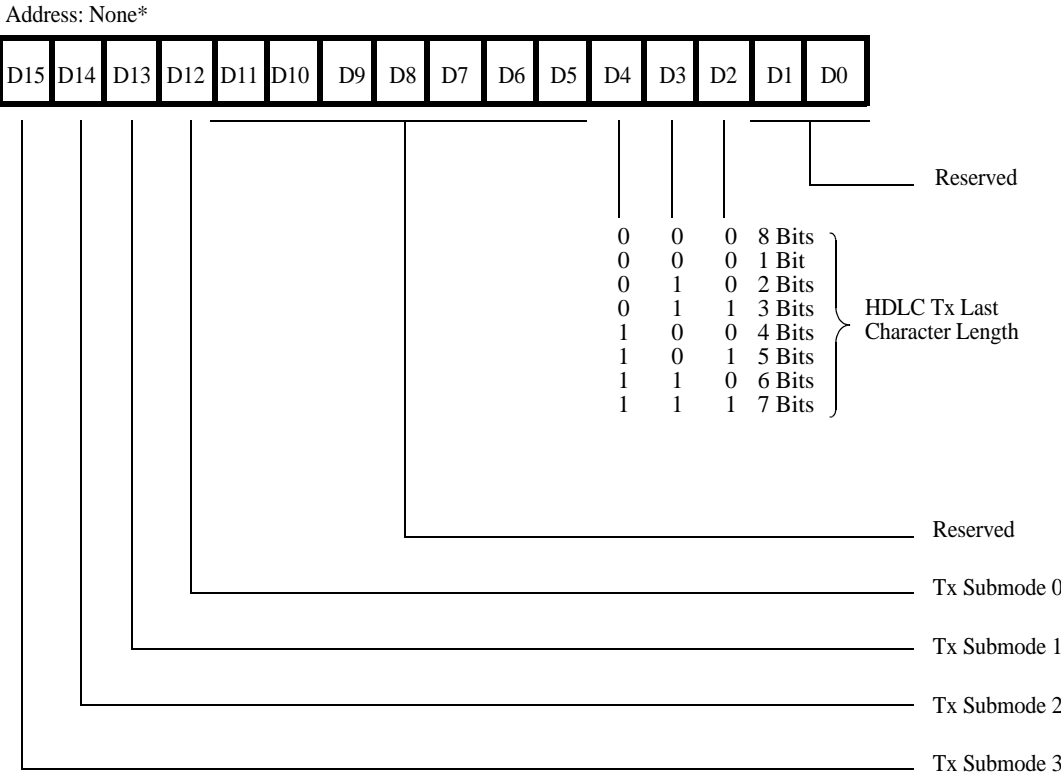 Address: None*
D15 D14 D13 D12 D11 D10 D9 D8 D7 D6 D5 D4 D3 D2 D1 D0
Reserved
0 0 0 8 Bits
0 0 0 1 Bit
0 1 0 2 Bits
0 1 1 3 Bits
1 0 0 4 Bits
1 0 1 5 Bits
1 1 0 6 Bits
1 1 1 7 Bits
HDLC Tx Last
Character Length
Reserved
Tx Submode 0
Tx Submode 1
Tx Submode 2
Tx Submode 3